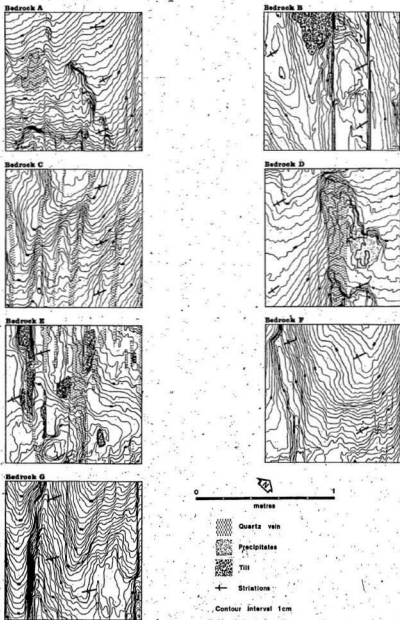 Bedrock A
Bedrock B
Bedrock C
Bedrock D
Bedrock E
Bedrock F
Bedrock G
0 1
metres
Quartz vein
Precipitates
Till
Striations
Contour interval 1cm